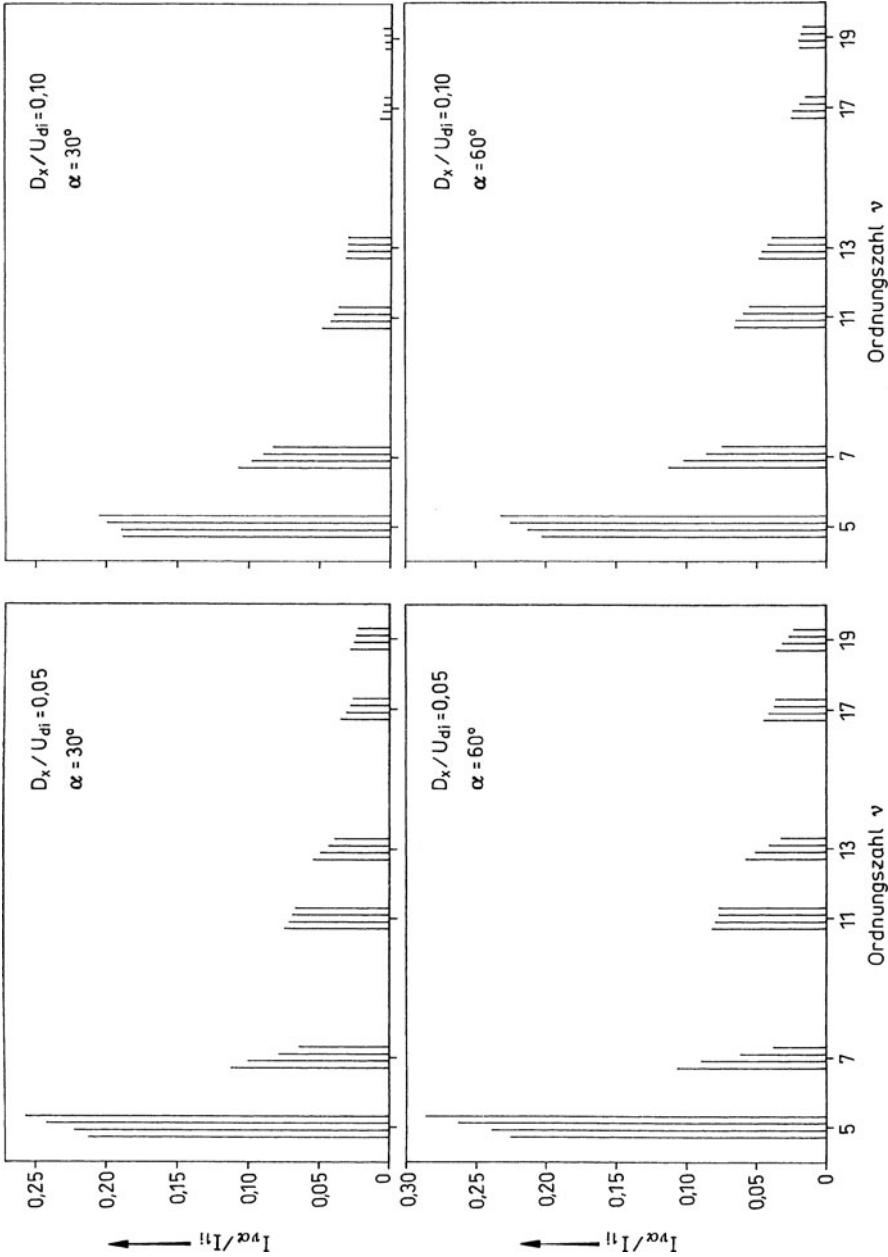 0,25
0,20
0,15
0,10
0,05
0
I_να/I_1i
D_x/U_di=0,05
α=30°
D_x/U_di=0,10
α=30°
0,30
0,25
0,20
0,15
0,10
0,05
0
I_να/I_1i
D_x/U_di=0,05
α=60°
5 7 11 13 17 19
Ordnungszahl ν
D_x/U_di=0,10
α=60°
5 7 11 13 17 19
Ordnungszahl ν